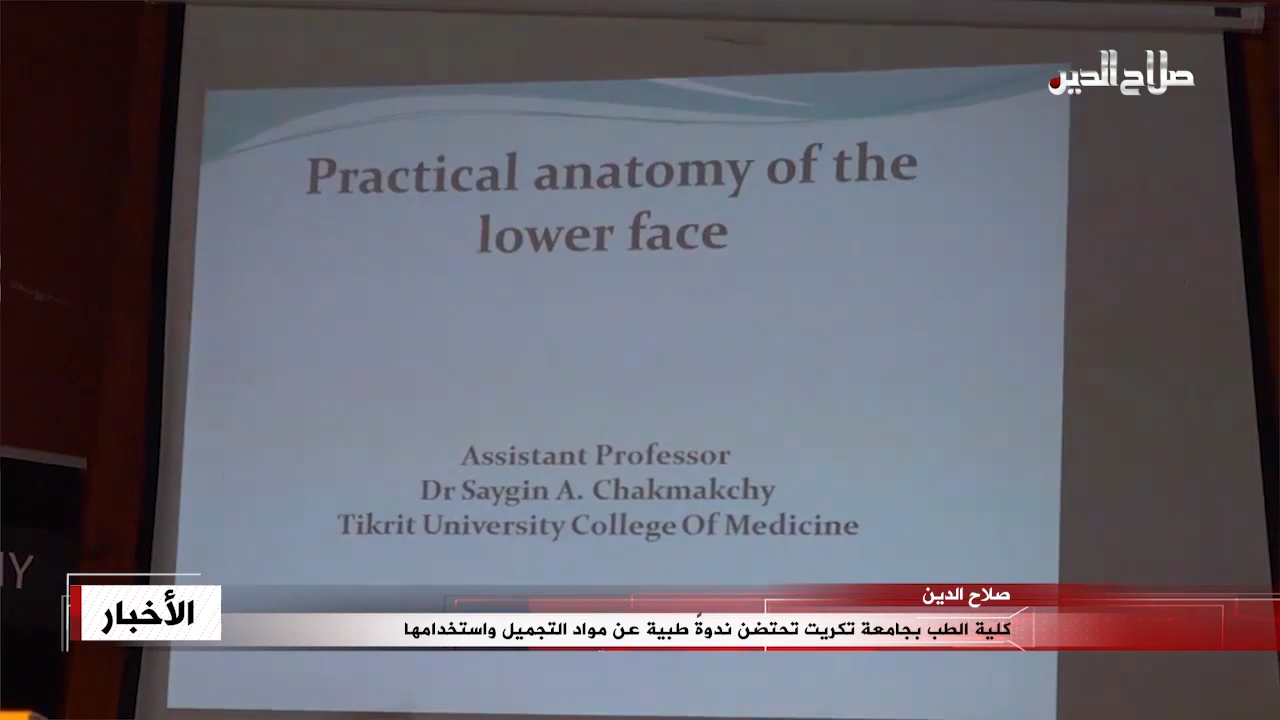 صلاح الدين
Practical anatomy of the
lower face
Assistant Professor
Dr Saygin A. Chakmakchy
Tikrit University College Of Medicine
IY
صلاح الدين
الأخبار
كلية الطب بجامعة تكريت تحتضن ندوةً طبية عن مواد التجميل واستخدامها